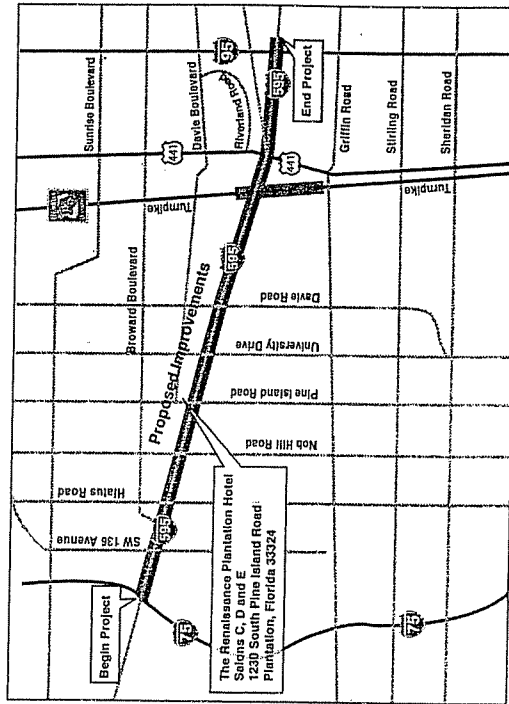 Sunrise Boulevard
95
Davie Boulevard
Riverland Road
441
595
End Project
Turnpike
441
Griffin Road
Stirling Road
Sheridan Road
Turnpike
Broward Boulevard
595
Proposed Improvements
Davie Road
University Drive
Pine Island Road
Nob Hill Road
Hiatus Road
595
SW 136 Avenue
Begin Project
The Renaissance Plantation Hotel
Salons C, D and E
1230 South Pine Island Road
Plantation, Florida 33324
75
75